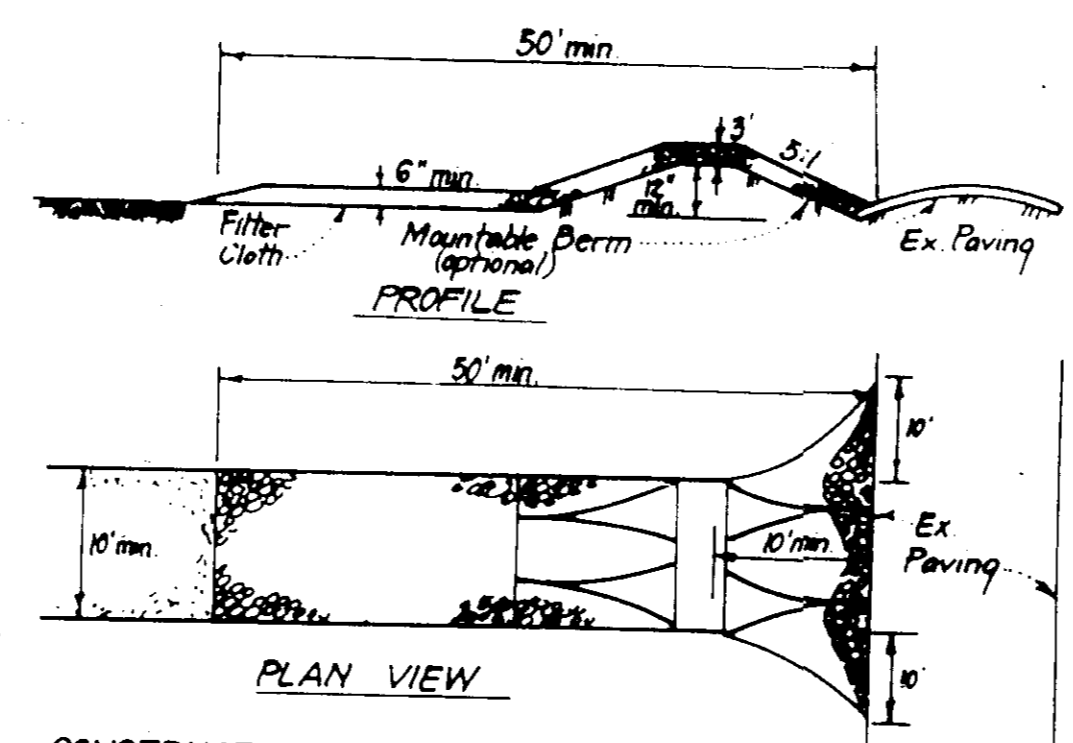 50' min.
3'
5:1
6" min.
12"
min.
Filter
Cloth
Mountable Berm
(optional)
Ex. Paving
PROFILE
50' min.
10'
10' min.
10' min.
Ex.
Paving
10'
PLAN VIEW